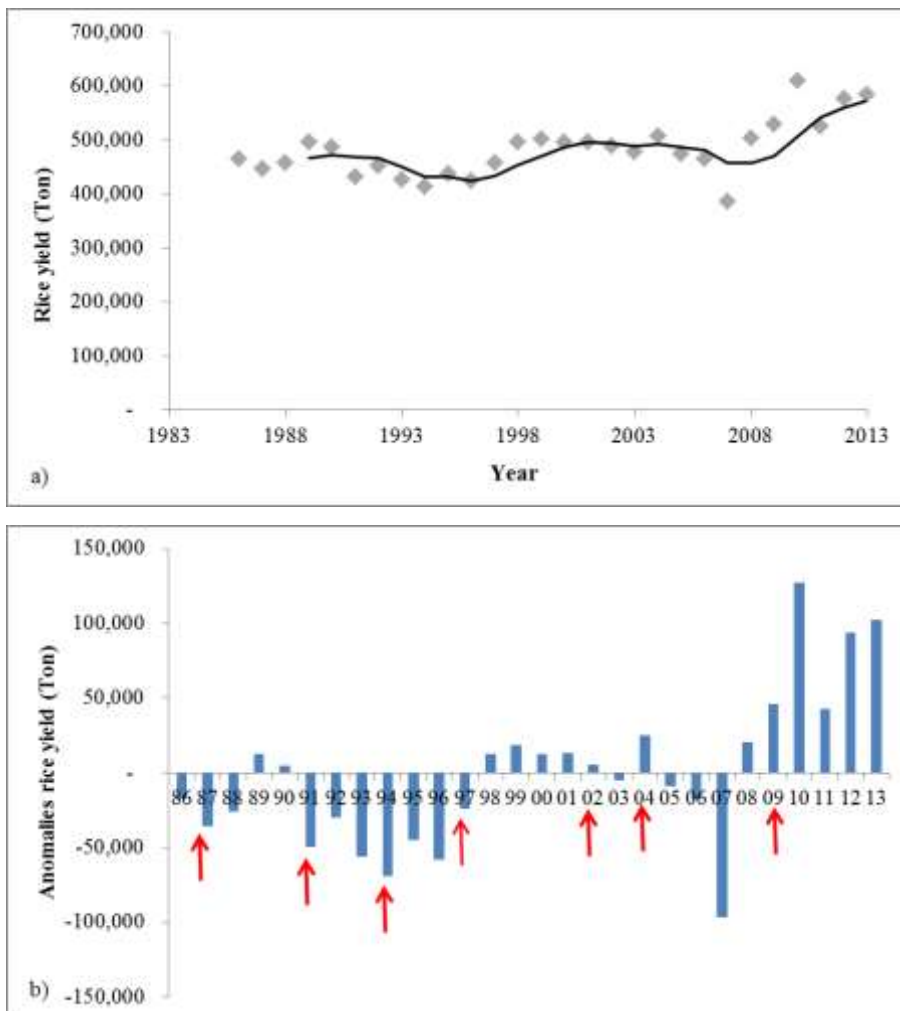 700,000
600,000
500,000
400,000
300,000
200,000
100,000
-
Rice yield (Ton)
1983 1988 1993 1998 2003 2008 2013
Year
a)
150,000
100,000
50,000
-
-50,000
-100,000
-150,000
Anomalies rice yield (Ton)
86 87 88 89 90 91 92 93 94 95 96 97 98 99 00 01 02 03 04 05 06 07 08 09 10 11 12 13
b)